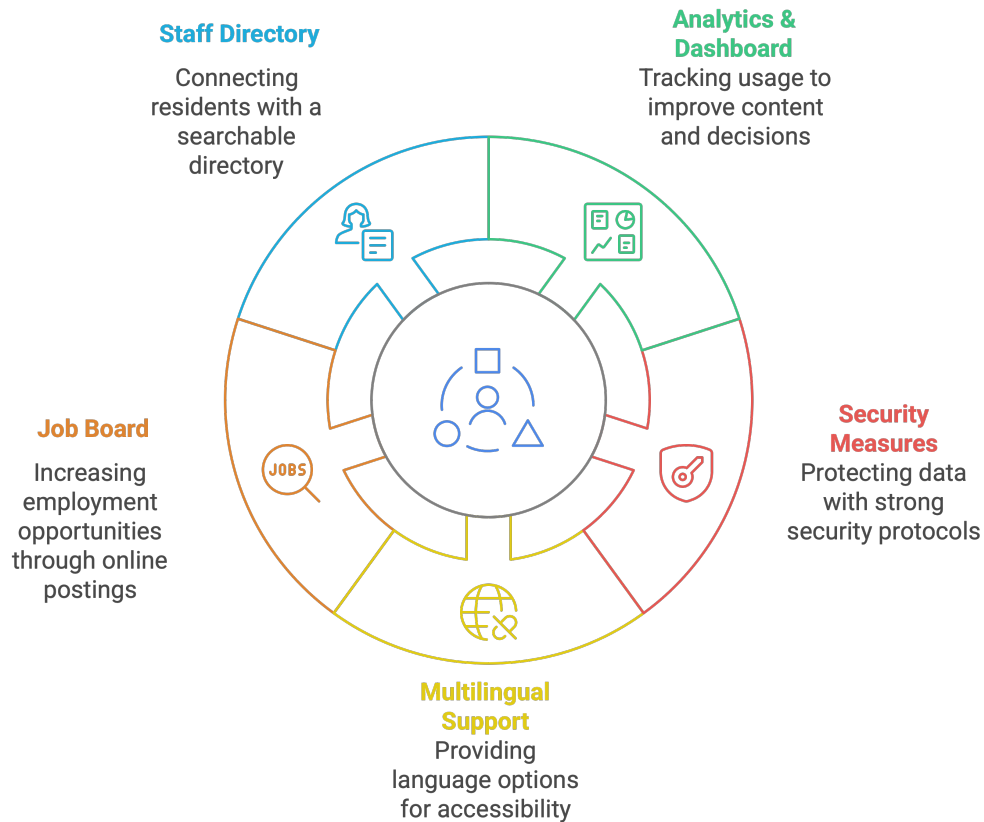 Staff Directory
Connecting
residents with a
searchable
directory
Analytics &
Dashboard
Tracking usage to
improve content
and decisions
Job Board
Increasing
employment
opportunities
through online
postings
JOBS
Security
Measures
Protecting data
with strong
security protocols
Multilingual
Support
Providing
language options
for accessibility